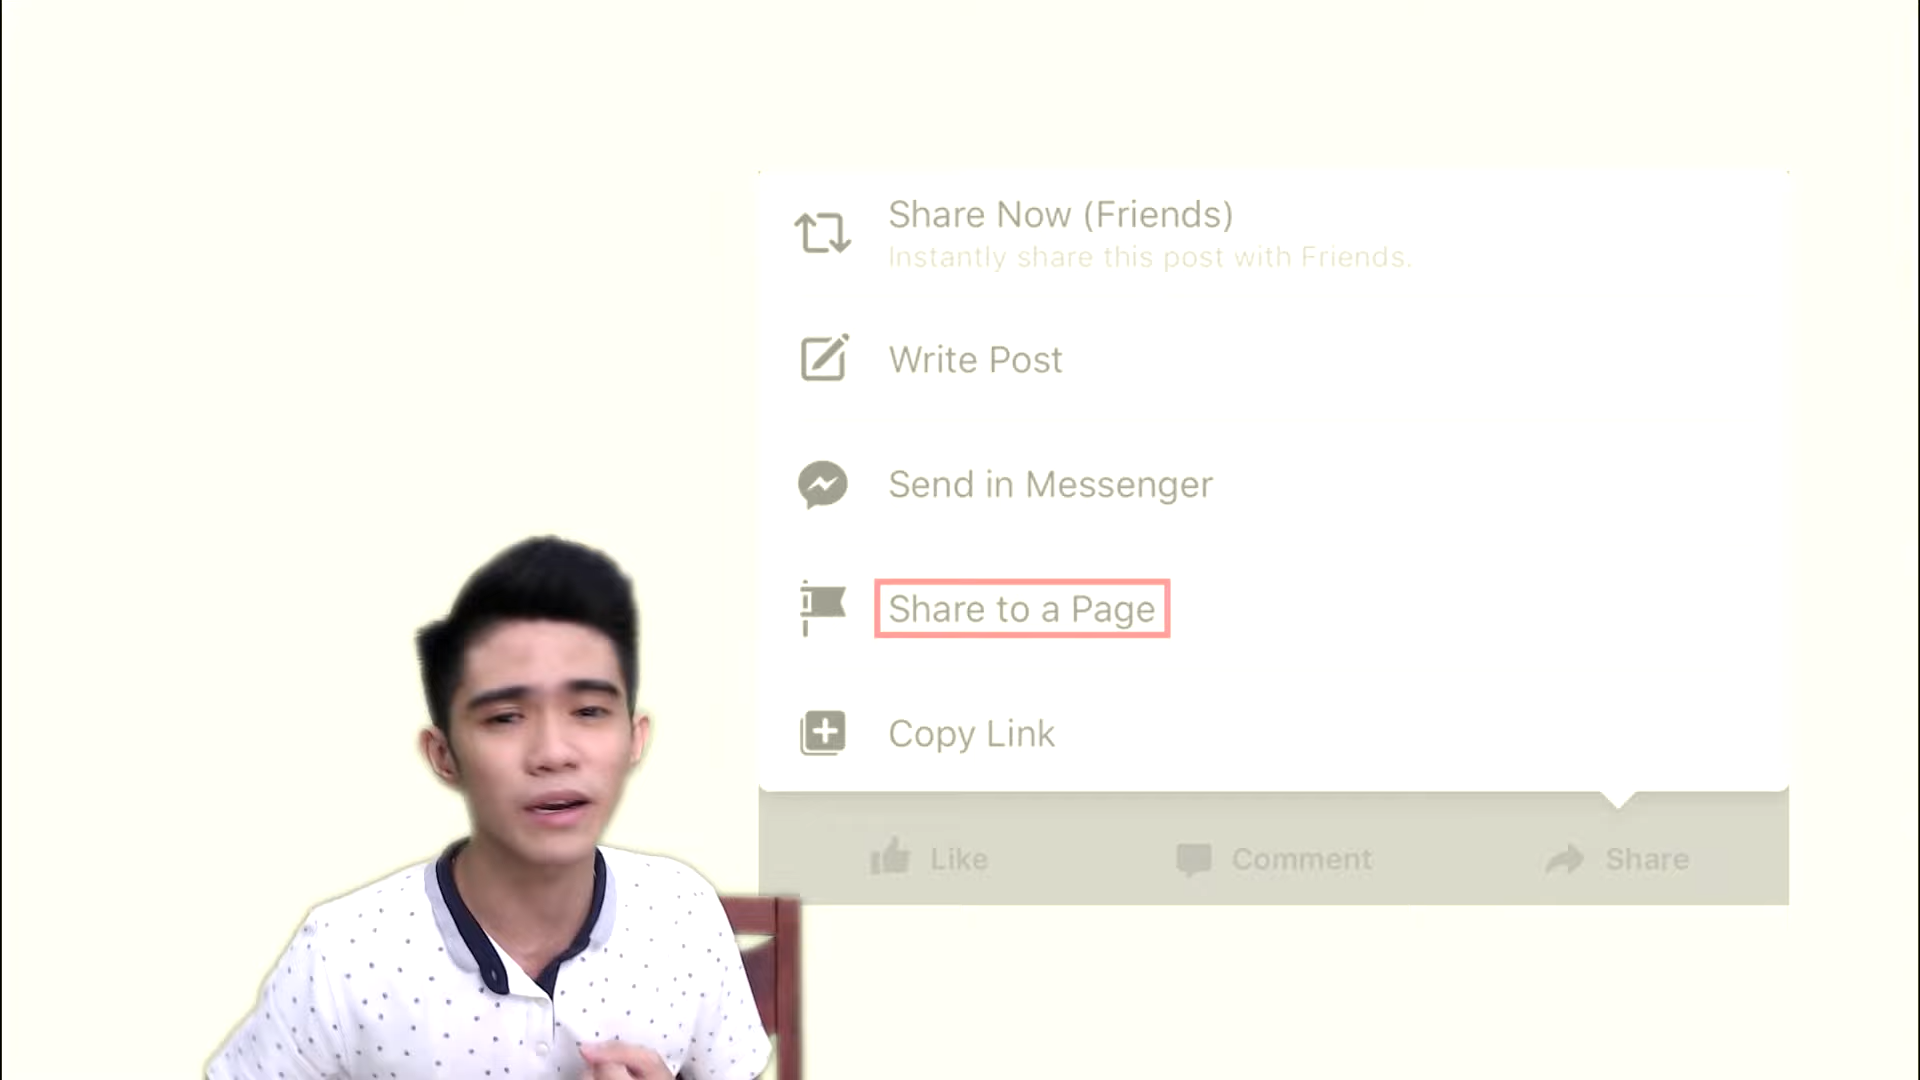 Share Now (Friends)
Instantly share this post with Friends.
Write Post
Send in Messenger
Share to a Page
Copy Link
Like
Comment
Share